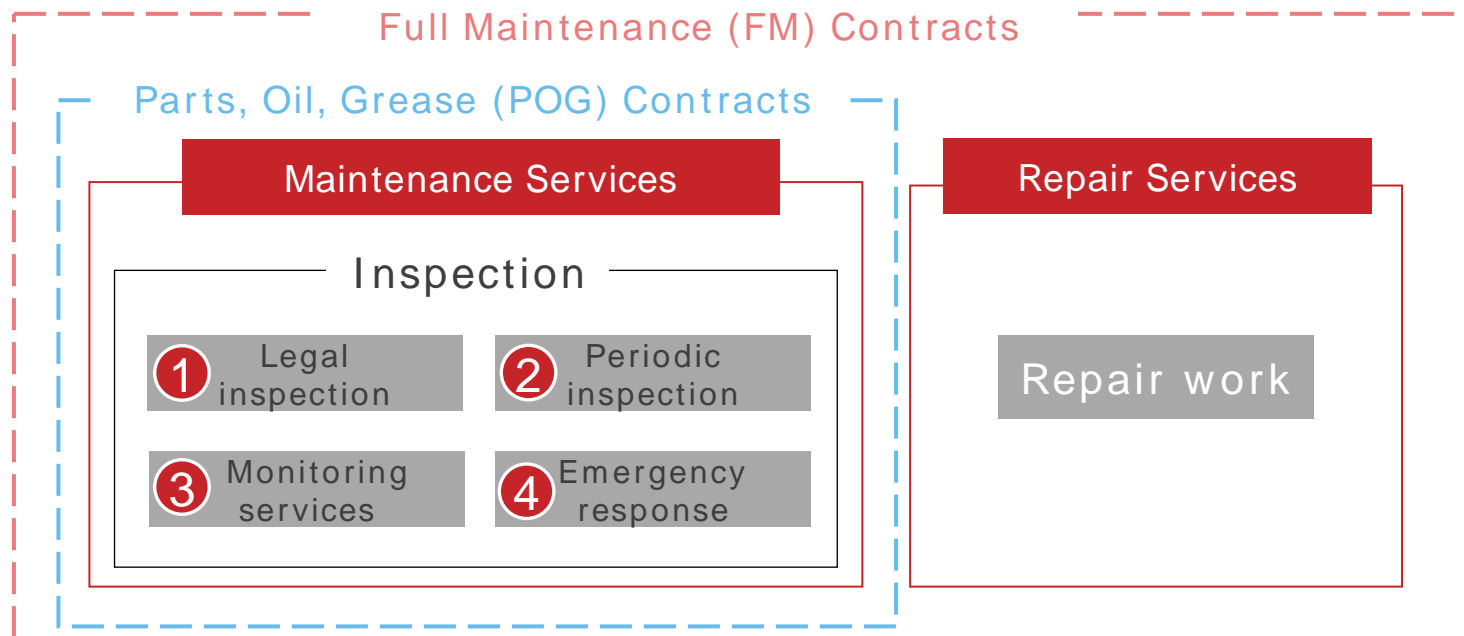 Full Maintenance (FM) Contracts
Parts, Oil, Grease (POG) Contracts
Maintenance Services
Repair Services
Inspection
1 Legal
inspection
2 Periodic
inspection
Repair work
3 Monitoring
services
4 Emergency
response